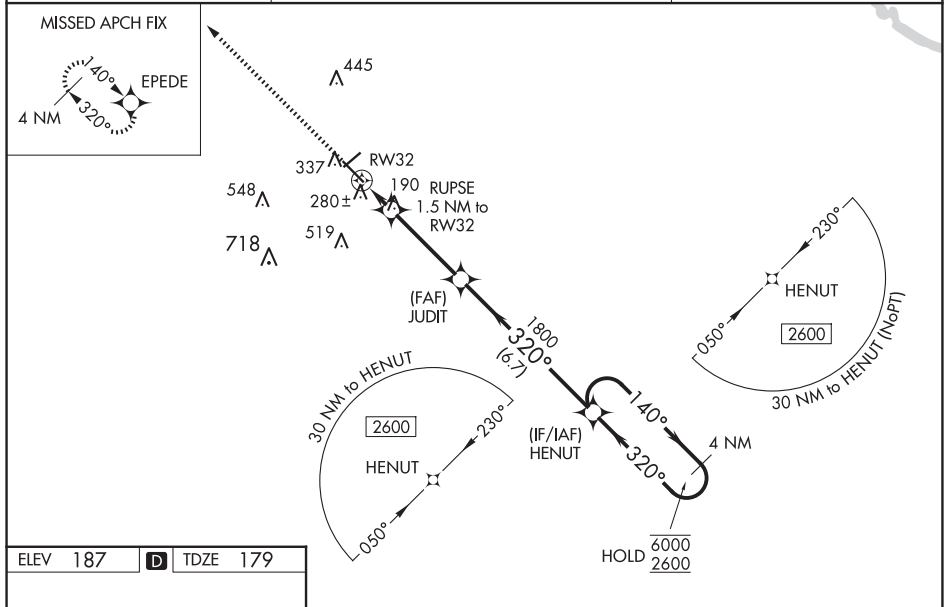 MISSED APCH FIX
140°
EPEDE
4 NM
320°
445
337
RW32
548
280±
190
RUPSE
1.5 NM to
RW32
718
519
(FAF)
JUDIT
1800
320°
(6.7)
230°
HENUT
2600
050°
30 NM to HENUT (NoPT)
30 NM to HENUT
2600
230°
HENUT
050°
(IF/IAF)
HENUT
140°
4 NM
320°
HOLD
6000
2600
ELEV 187 D TDZE 179